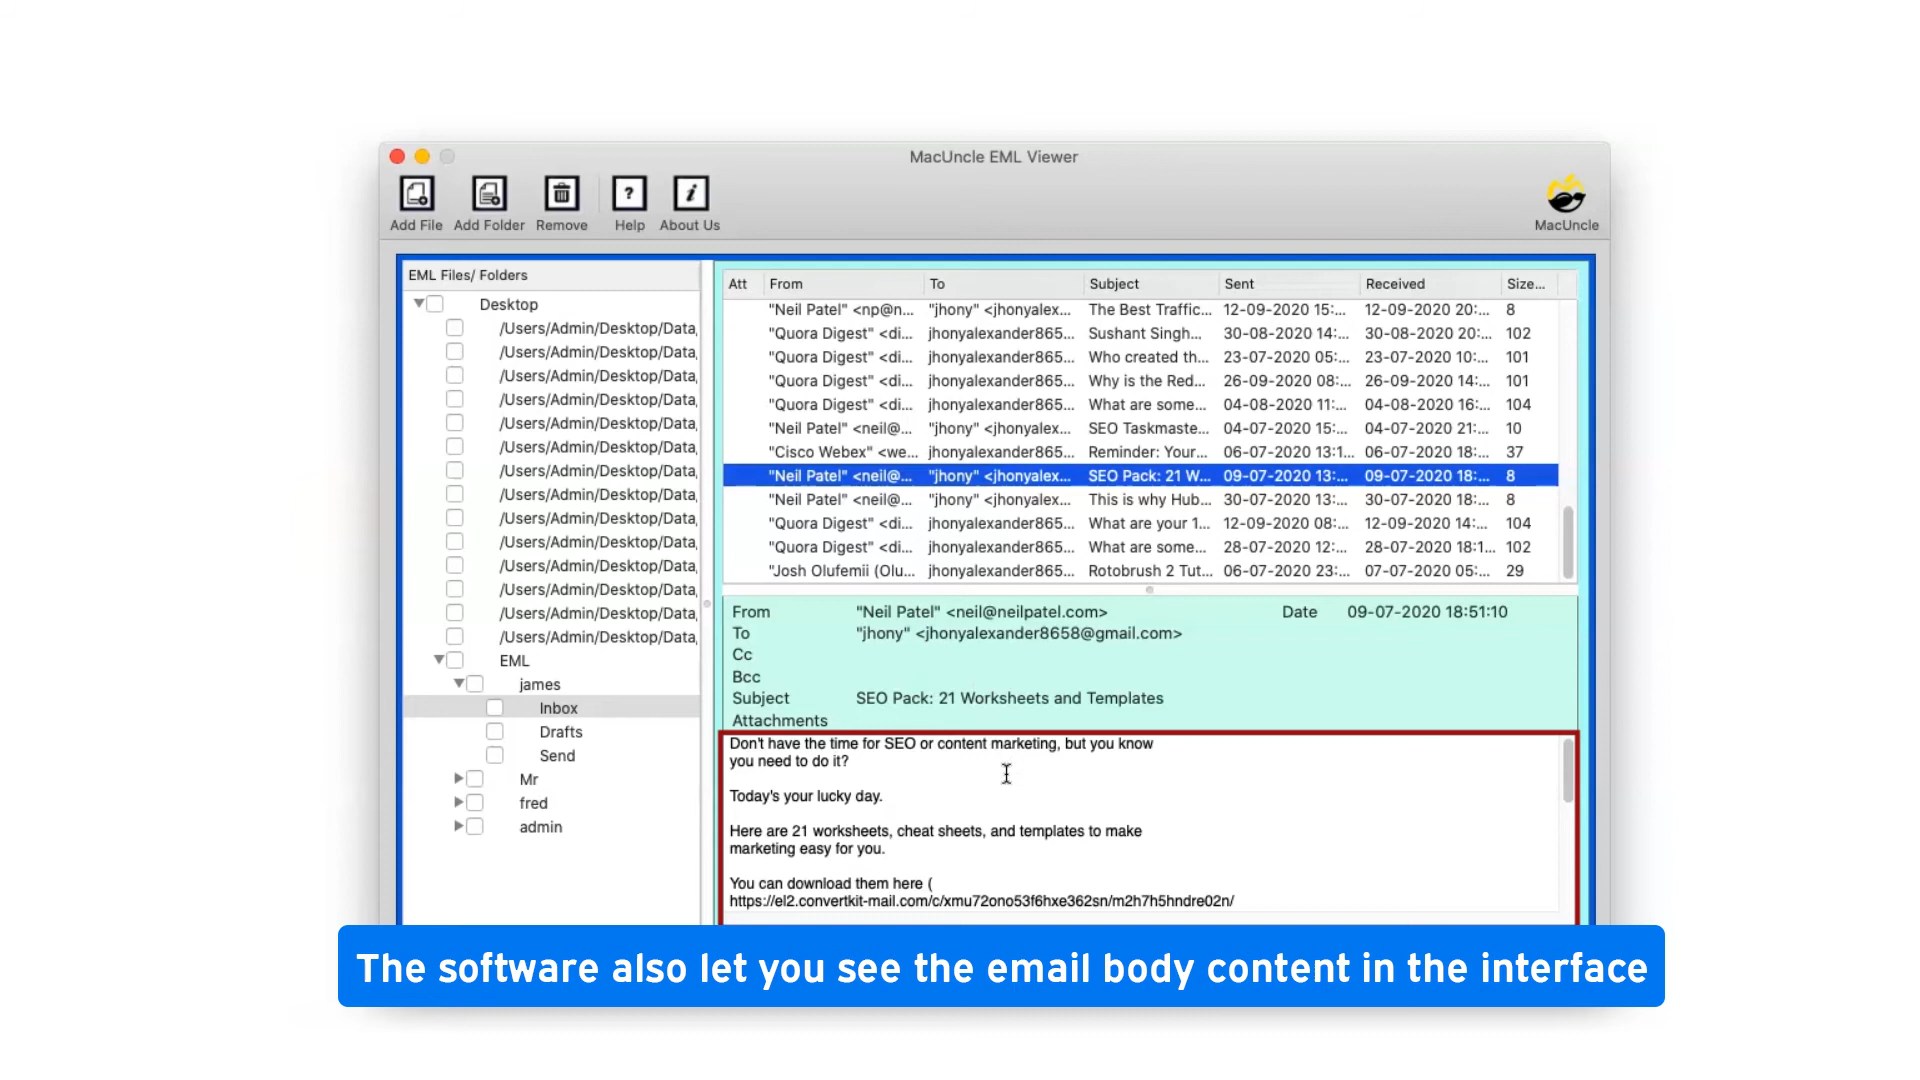 MacUncle EML Viewer
Add File Add Folder Remove Help About Us MacUncle
EML Files/ Folders
Desktop
/Users/Admin/Desktop/Data,
/Users/Admin/Desktop/Data,
/Users/Admin/Desktop/Data,
/Users/Admin/Desktop/Data,
/Users/Admin/Desktop/Data,
/Users/Admin/Desktop/Data,
/Users/Admin/Desktop/Data,
/Users/Admin/Desktop/Data,
/Users/Admin/Desktop/Data,
/Users/Admin/Desktop/Data,
/Users/Admin/Desktop/Data,
/Users/Admin/Desktop/Data,
/Users/Admin/Desktop/Data,
/Users/Admin/Desktop/Data,
EML
james
Inbox
Drafts
Send
Mr
fred
admin
Att From To Subject Sent Received Size...
"Neil Patel" <np@n... "jhony" <jhonyalex... The Best Traffic... 12-09-2020 15:... 12-09-2020 20:... 8
"Quora Digest" <di... jhonyalexander865... Sushant Singh... 30-08-2020 14:... 30-08-2020 20:... 102
"Quora Digest" <di... jhonyalexander865... Who created th... 23-07-2020 05:... 23-07-2020 10:... 101
"Quora Digest" <di... jhonyalexander865... Why is the Red... 26-09-2020 08:... 26-09-2020 14:... 101
"Quora Digest" <di... jhonyalexander865... What are some... 04-08-2020 11:... 04-08-2020 16:... 104
"Neil Patel" <neil@... "jhony" <jhonyalex... SEO Taskmaste... 04-07-2020 15:... 04-07-2020 21:... 10
"Cisco Webex" <we... jhonyalexander865... Reminder: Your... 06-07-2020 13:1... 06-07-2020 18:... 37
"Neil Patel" <neil@... "jhony" <jhonyalex... SEO Pack: 21 W... 09-07-2020 13:... 09-07-2020 18:... 8
"Neil Patel" <neil@... "jhony" <jhonyalex... This is why Hub... 30-07-2020 13:... 30-07-2020 18:... 8
"Quora Digest" <di... jhonyalexander865... What are your 1... 12-09-2020 08:... 12-09-2020 14:... 104
"Quora Digest" <di... jhonyalexander865... What are some... 28-07-2020 12:... 28-07-2020 18:1... 102
"Josh Olufemii (Olu... jhonyalexander865... Rotobrush 2 Tut... 06-07-2020 23:... 07-07-2020 05:... 29
From "Neil Patel" <neil@neilpatel.com> Date 09-07-2020 18:51:10
To "jhony" <jhonyalexander8658@gmail.com>
Cc
Bcc
Subject SEO Pack: 21 Worksheets and Templates
Attachments
Don't have the time for SEO or content marketing, but you know
you need to do it?
Today's your lucky day.
Here are 21 worksheets, cheat sheets, and templates to make
marketing easy for you.
You can download them here (
https://el2.convertkit-mail.com/c/xmu72ono53f6hxe362sn/m2h7h5hndre02n/
The software also let you see the email body content in the interface